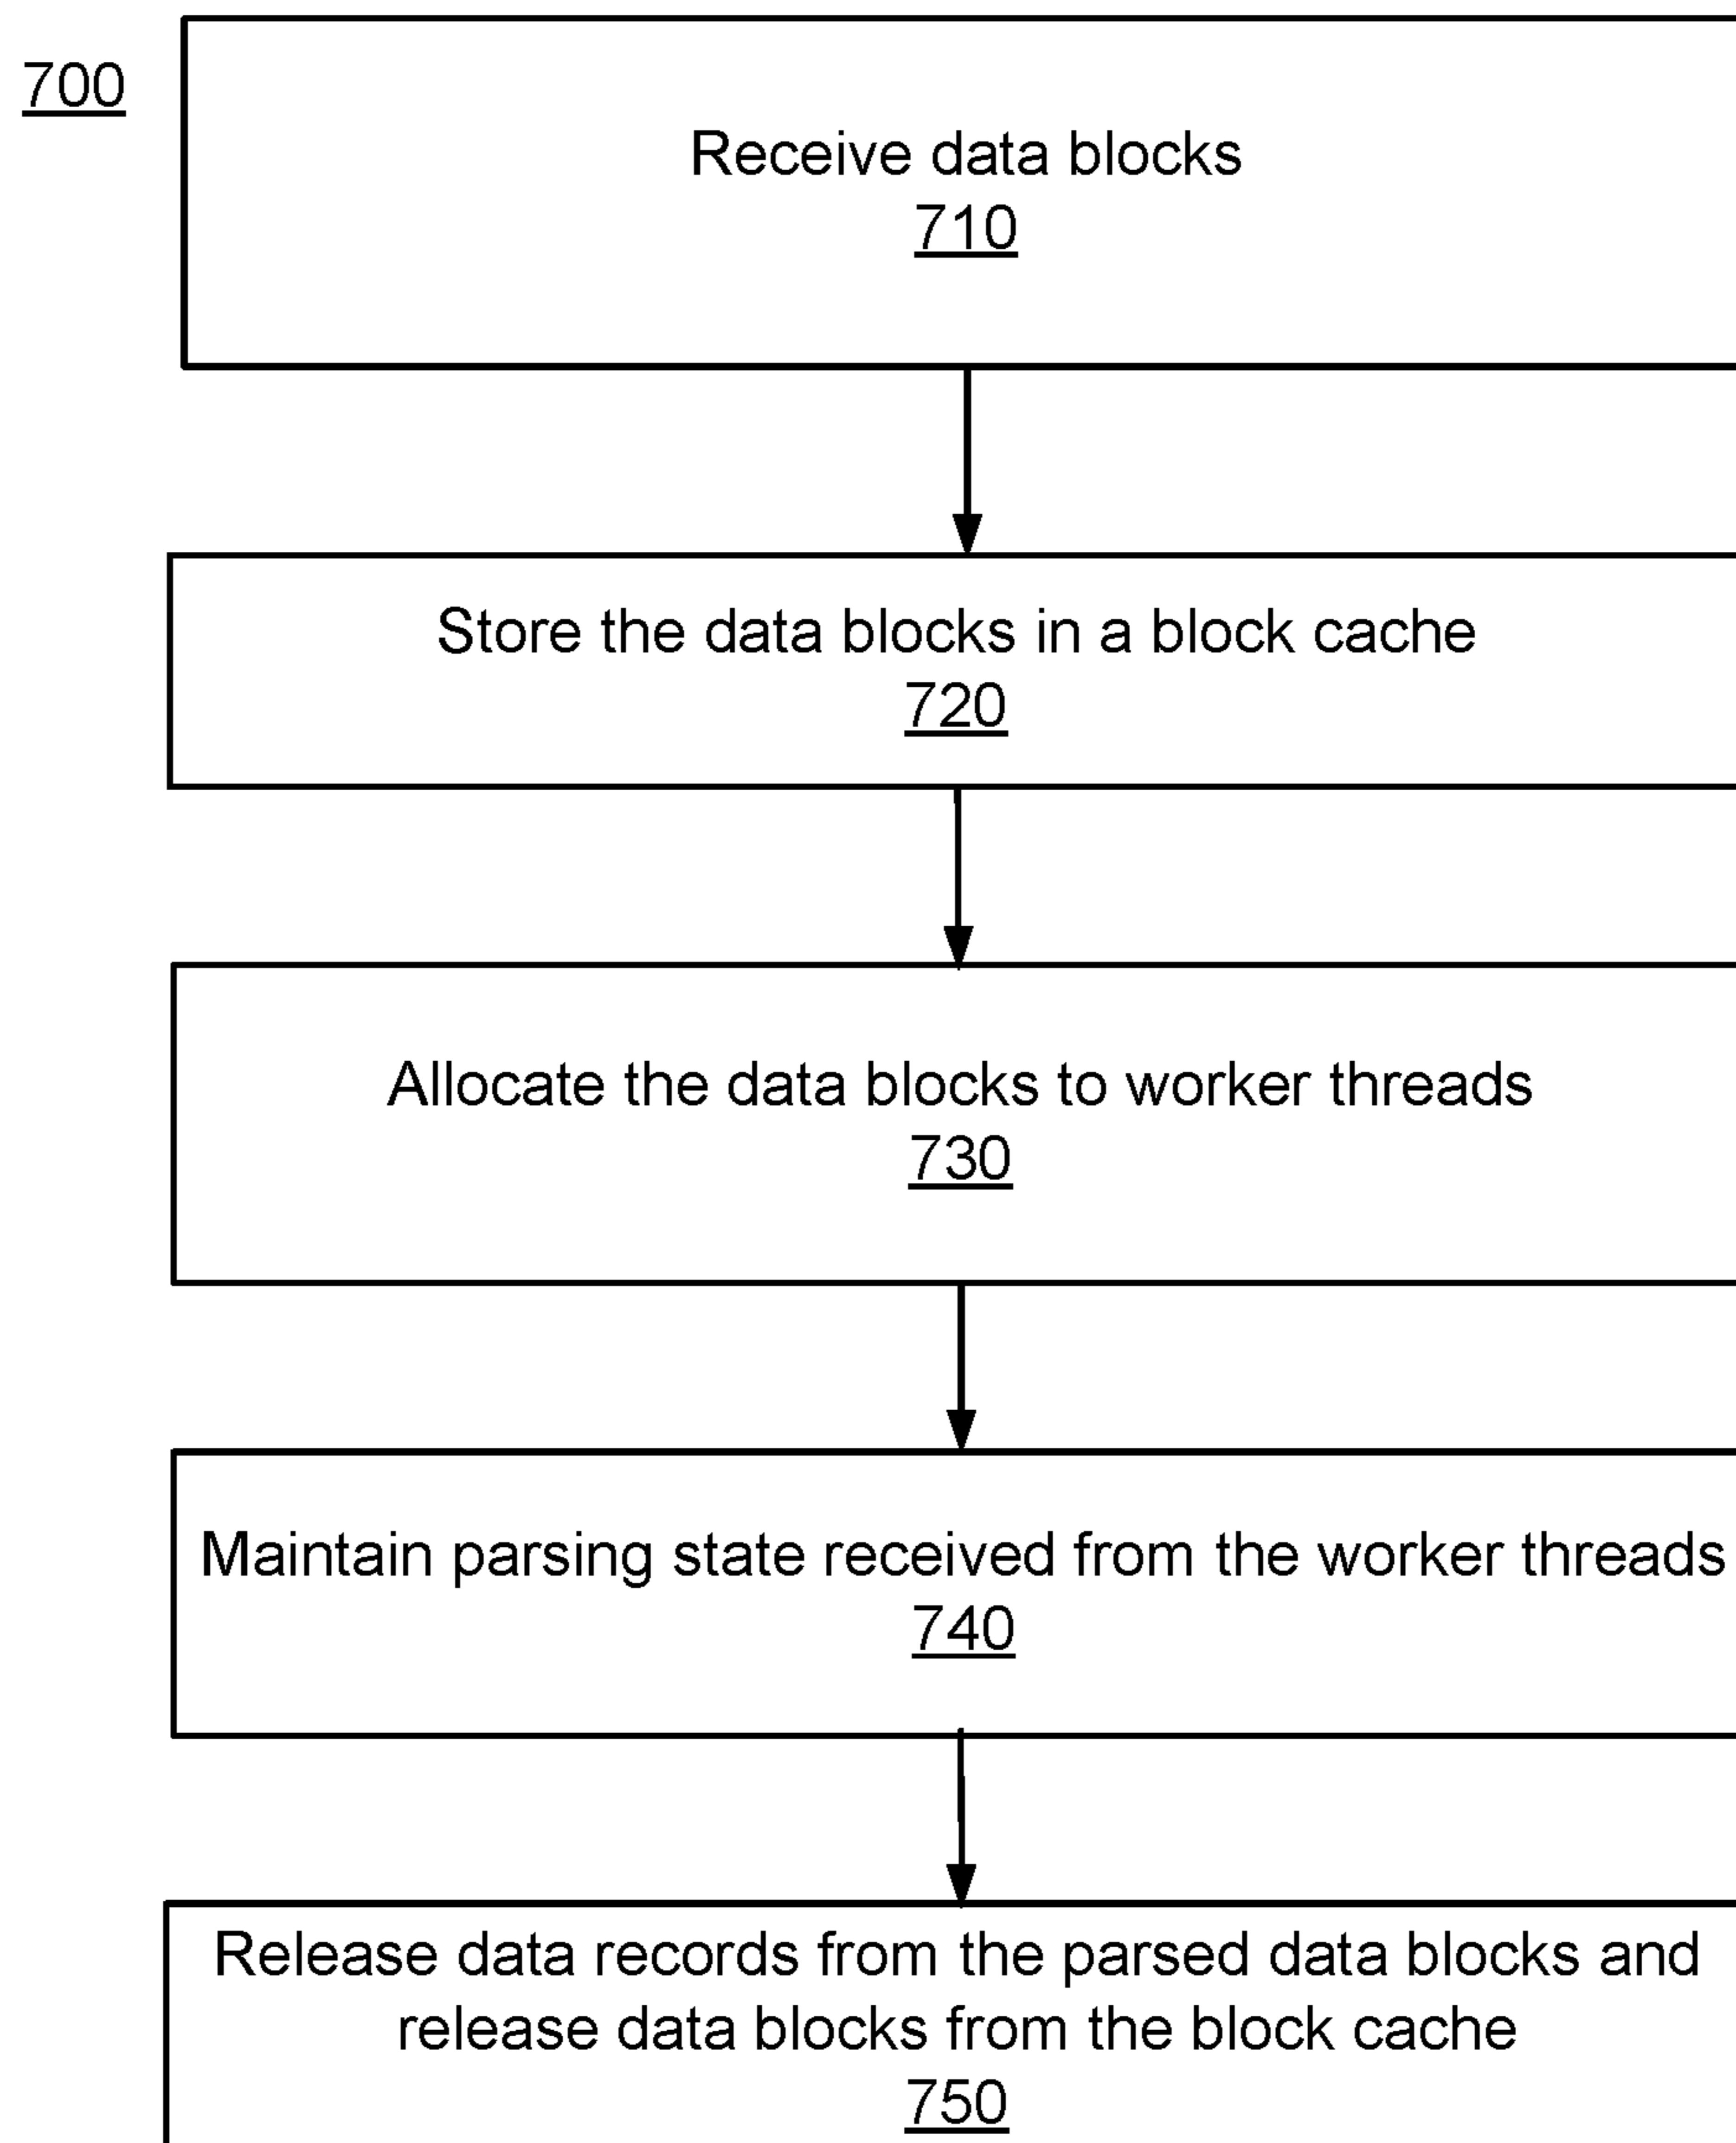 700
Receive data blocks
710
Store the data blocks in a block cache
720
Allocate the data blocks to worker threads
730
Maintain parsing state received from the worker threads
740
Release data records from the parsed data blocks and
release data blocks from the block cache
750